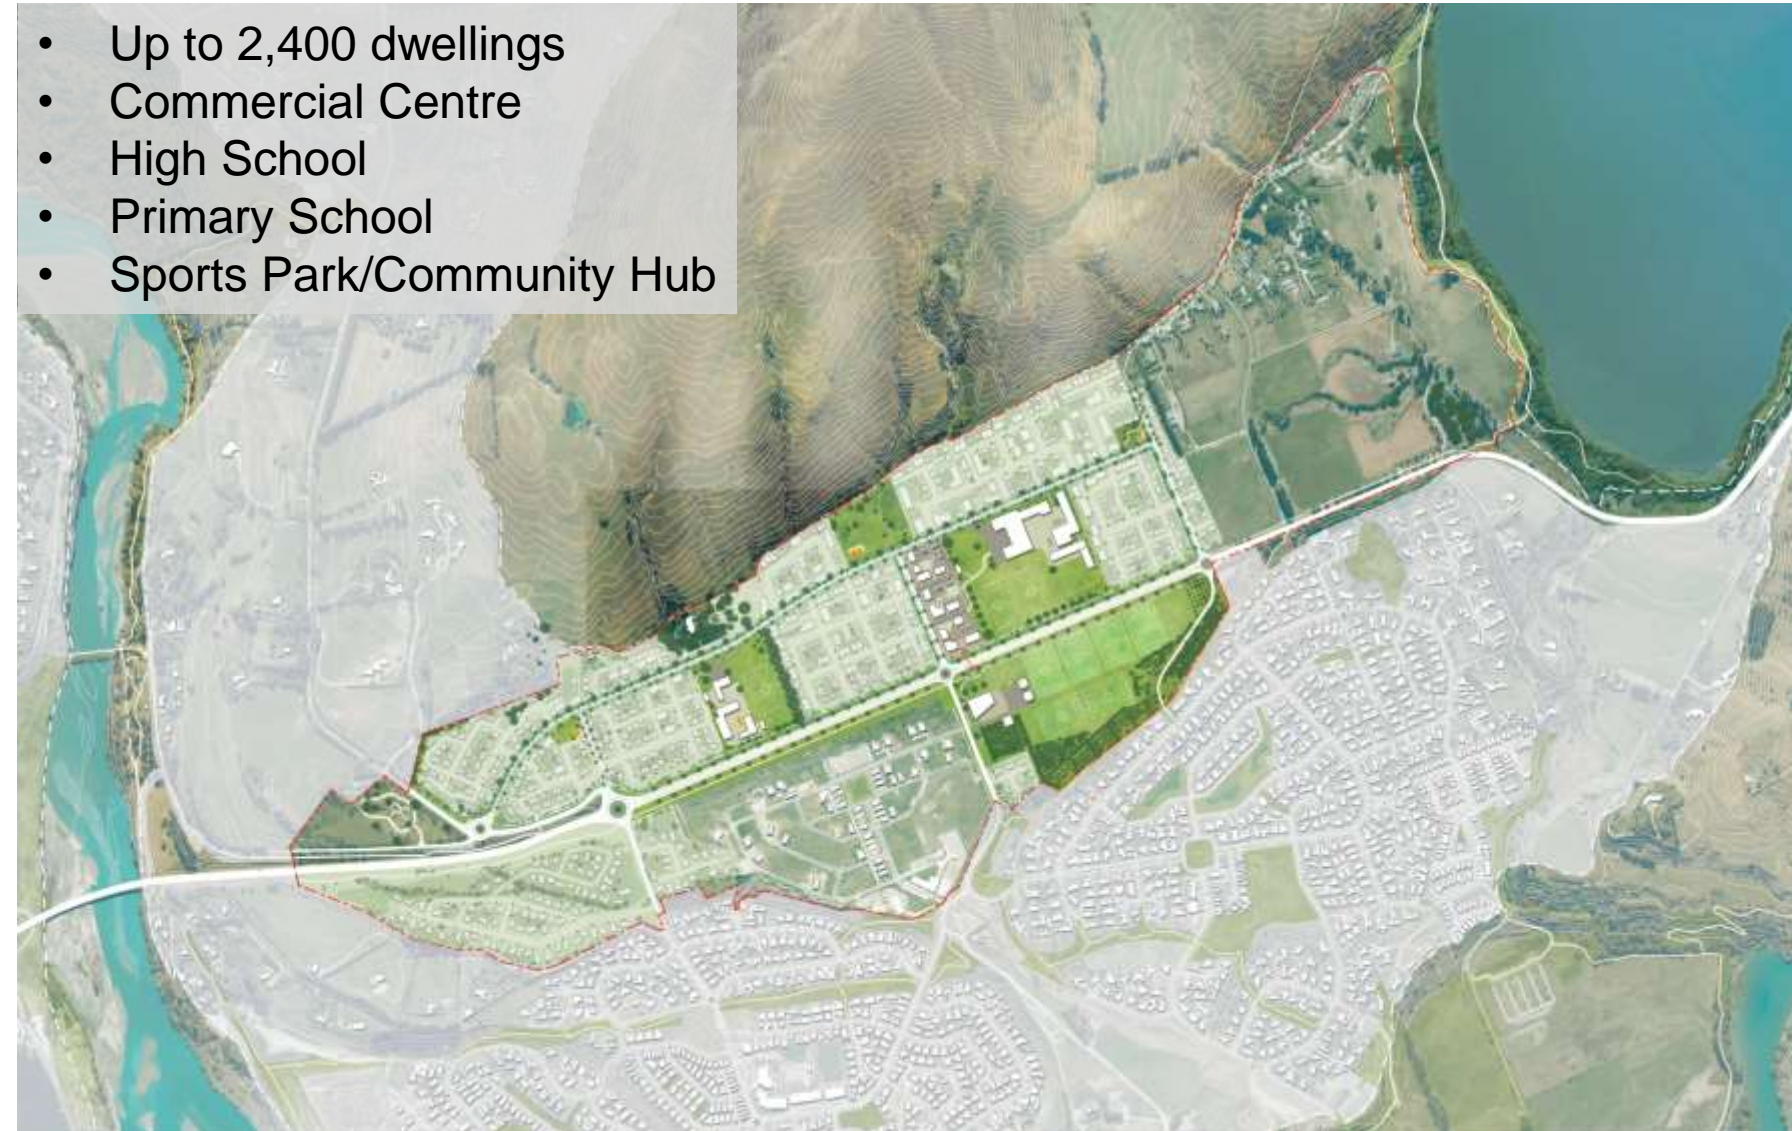 • Up to 2,400 dwellings
• Commercial Centre
• High School
• Primary School
• Sports Park/Community Hub